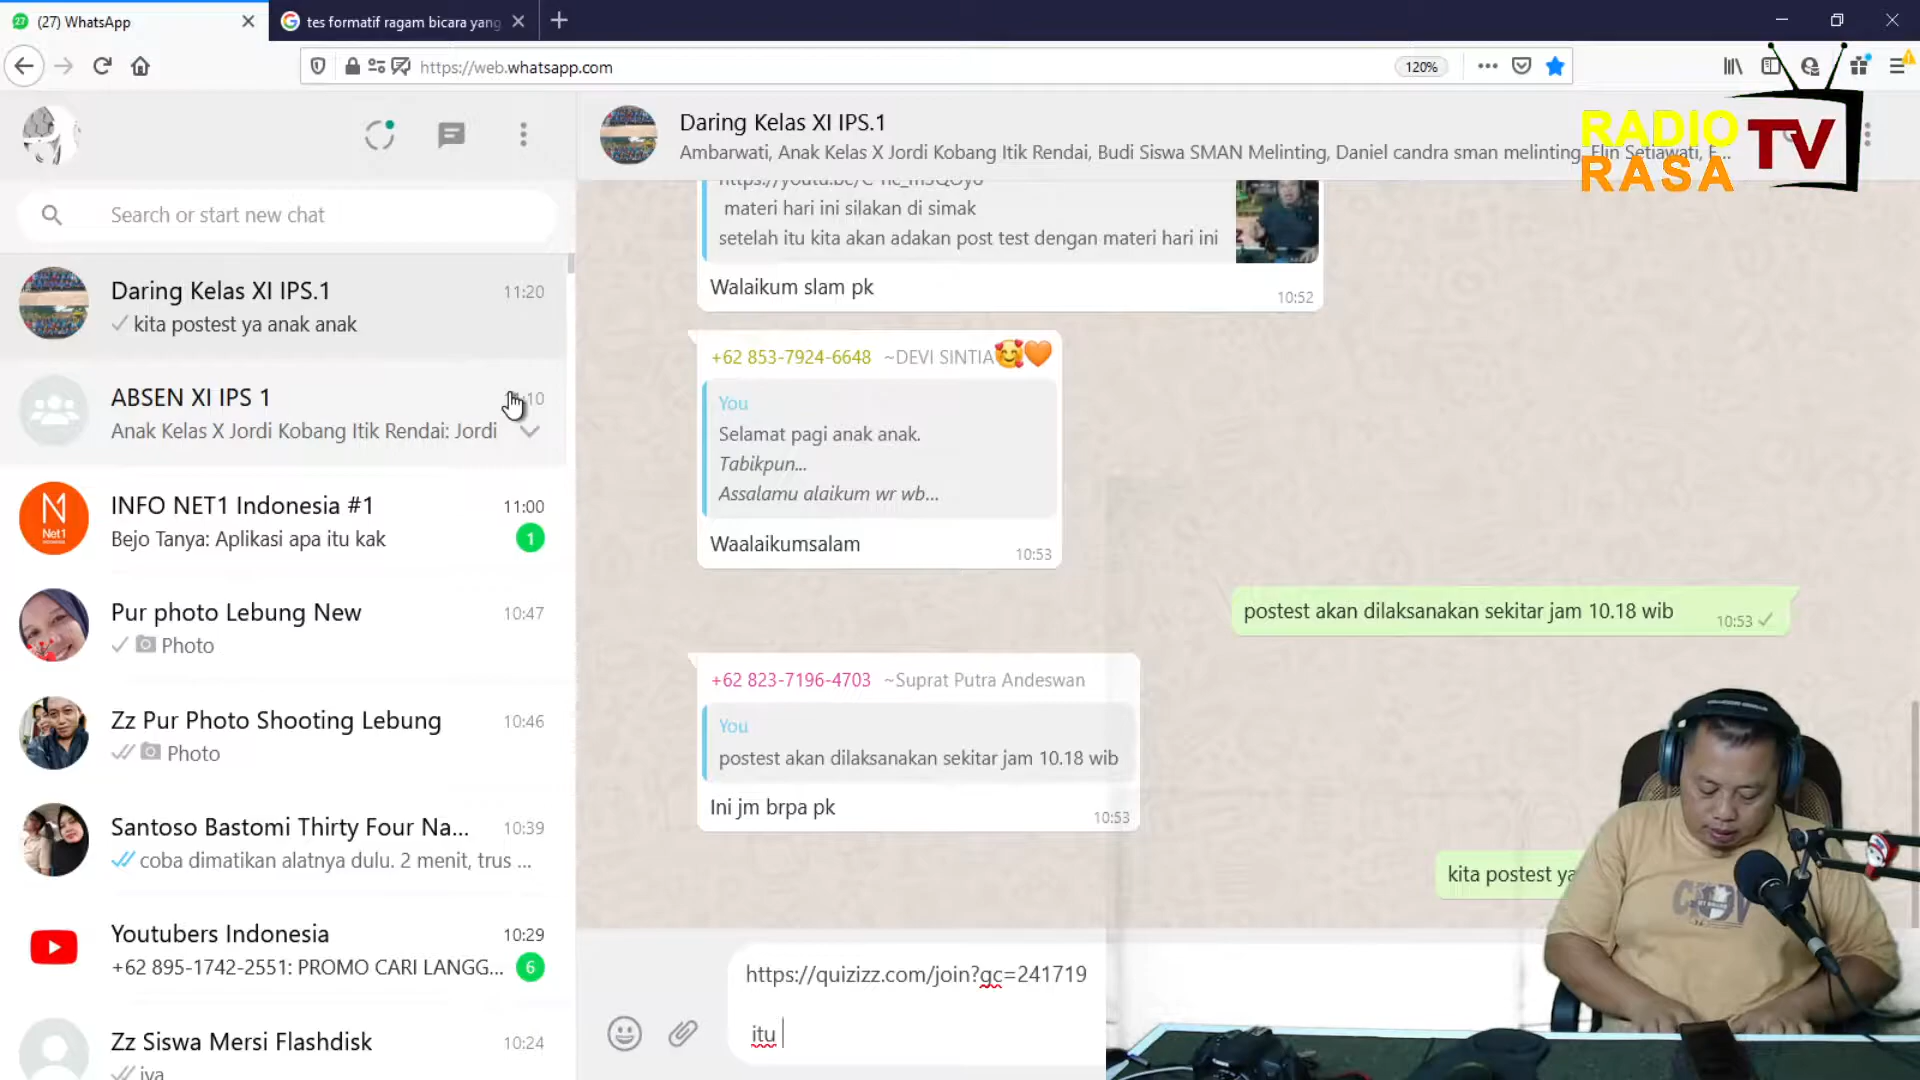 (27) WhatsApp
tes formatif ragam bicara yang
https://web.whatsapp.com
120%
RADIO TV
RASA
Search or start new chat
Daring Kelas XI IPS.1
11:20
kita postest ya anak anak
ABSEN XI IPS 1
Anak Kelas X Jordi Kobang Itik Rendai: Jordi
INFO NET1 Indonesia #1
11:00
Net1
Bejo Tanya: Aplikasi apa itu kak
1
Pur photo Lebung New
10:47
Photo
Zz Pur Photo Shooting Lebung
10:46
Photo
Santoso Bastomi Thirty Four Na...
10:39
coba dimatikan alatnya dulu. 2 menit, trus ...
Youtubers Indonesia
10:29
+62 895-1742-2551: PROMO CARI LANGG...
6
Zz Siswa Mersi Flashdisk
10:24
iya
Daring Kelas XI IPS.1
Ambarwati, Anak Kelas X Jordi Kobang Itik Rendai, Budi Siswa SMAN Melinting, Daniel candra sman melinting, Elin Setiawati, E...
materi hari ini silakan di simak
setelah itu kita akan adakan post test dengan materi hari ini
Walaikum slam pk
10:52
+62 853-7924-6648 ~DEVI SINTIA🥰🧡
You
Selamat pagi anak anak.
Tabikpun...
Assalamu alaikum wr wb...
Waalaikumsalam
10:53
postest akan dilaksanakan sekitar jam 10.18 wib
10:53
+62 823-7196-4703 ~Suprat Putra Andeswan
You
postest akan dilaksanakan sekitar jam 10.18 wib
Ini jm brpa pk
10:53
kita postest ya
https://quizizz.com/join?gc=241719
itu